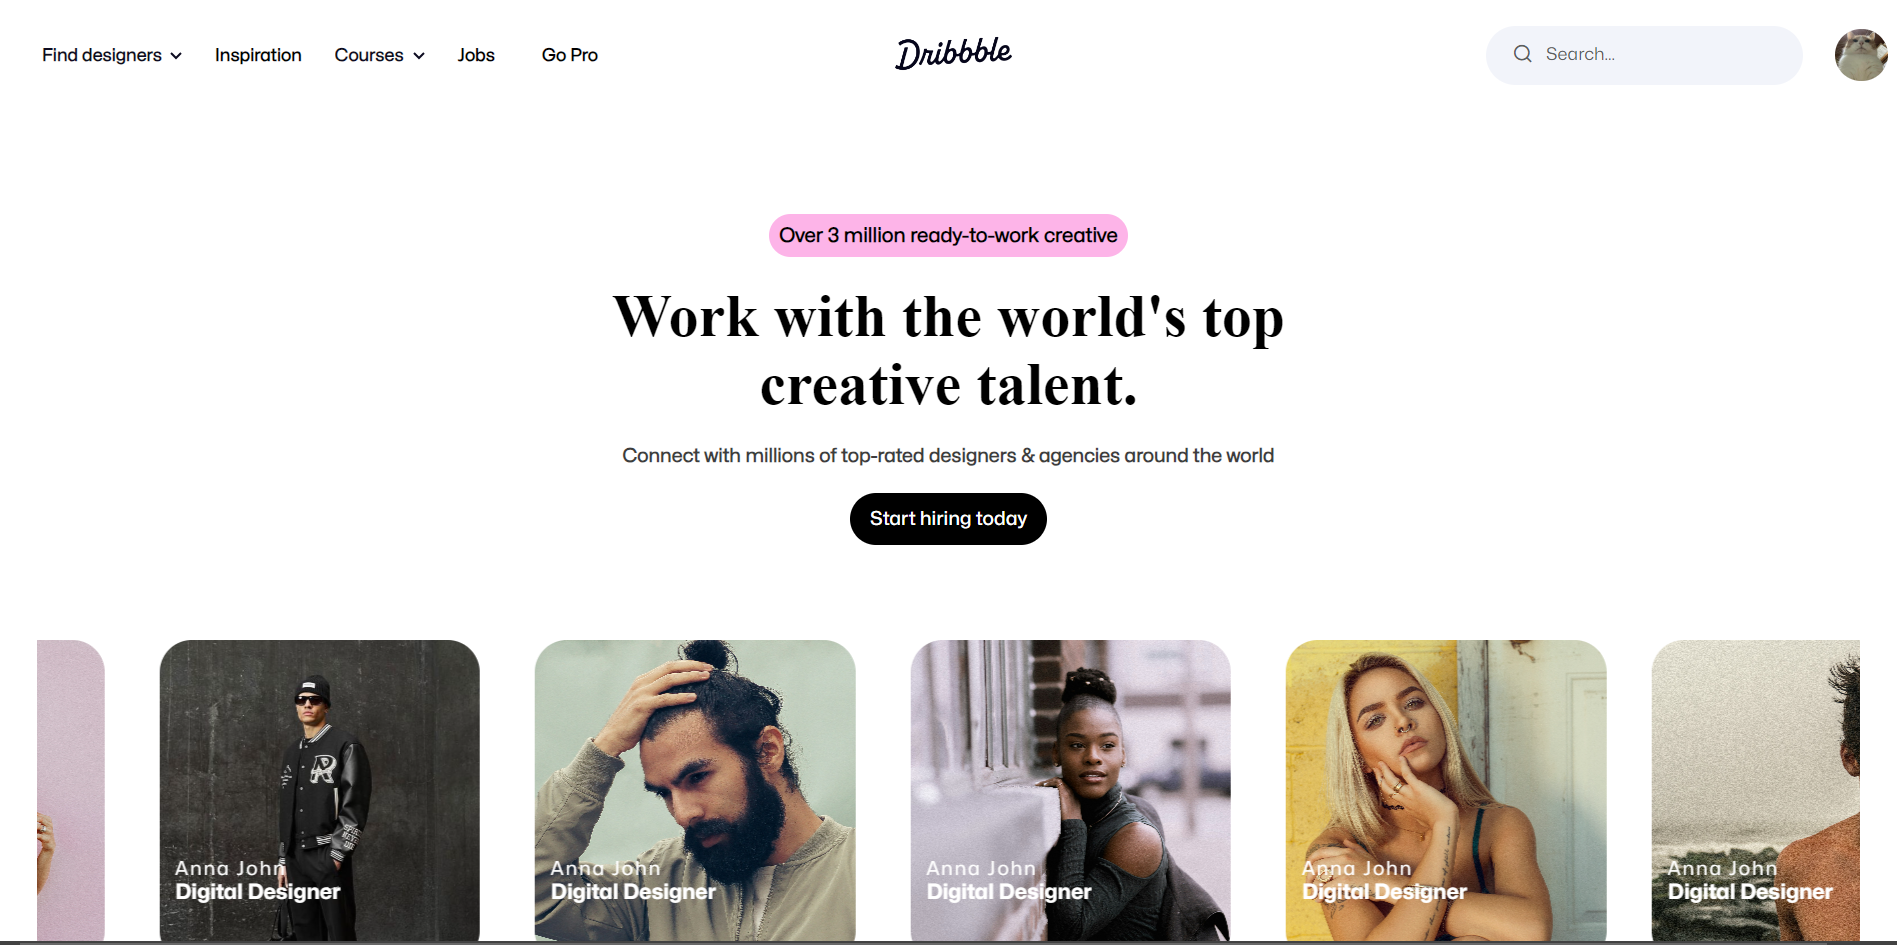 Find designers
Inspiration
Courses
Jobs
Go Pro
Dribbble
Search...
Over 3 million ready-to-work creative
Work with the world's top
creative talent.
Connect with millions of top-rated designers & agencies around the world
Start hiring today
R
Anna John
Digital Designer
Anna John
Digital Designer
Anna John
Digital Designer
Anna John
Digital Designer
Anna John
Digital Designer